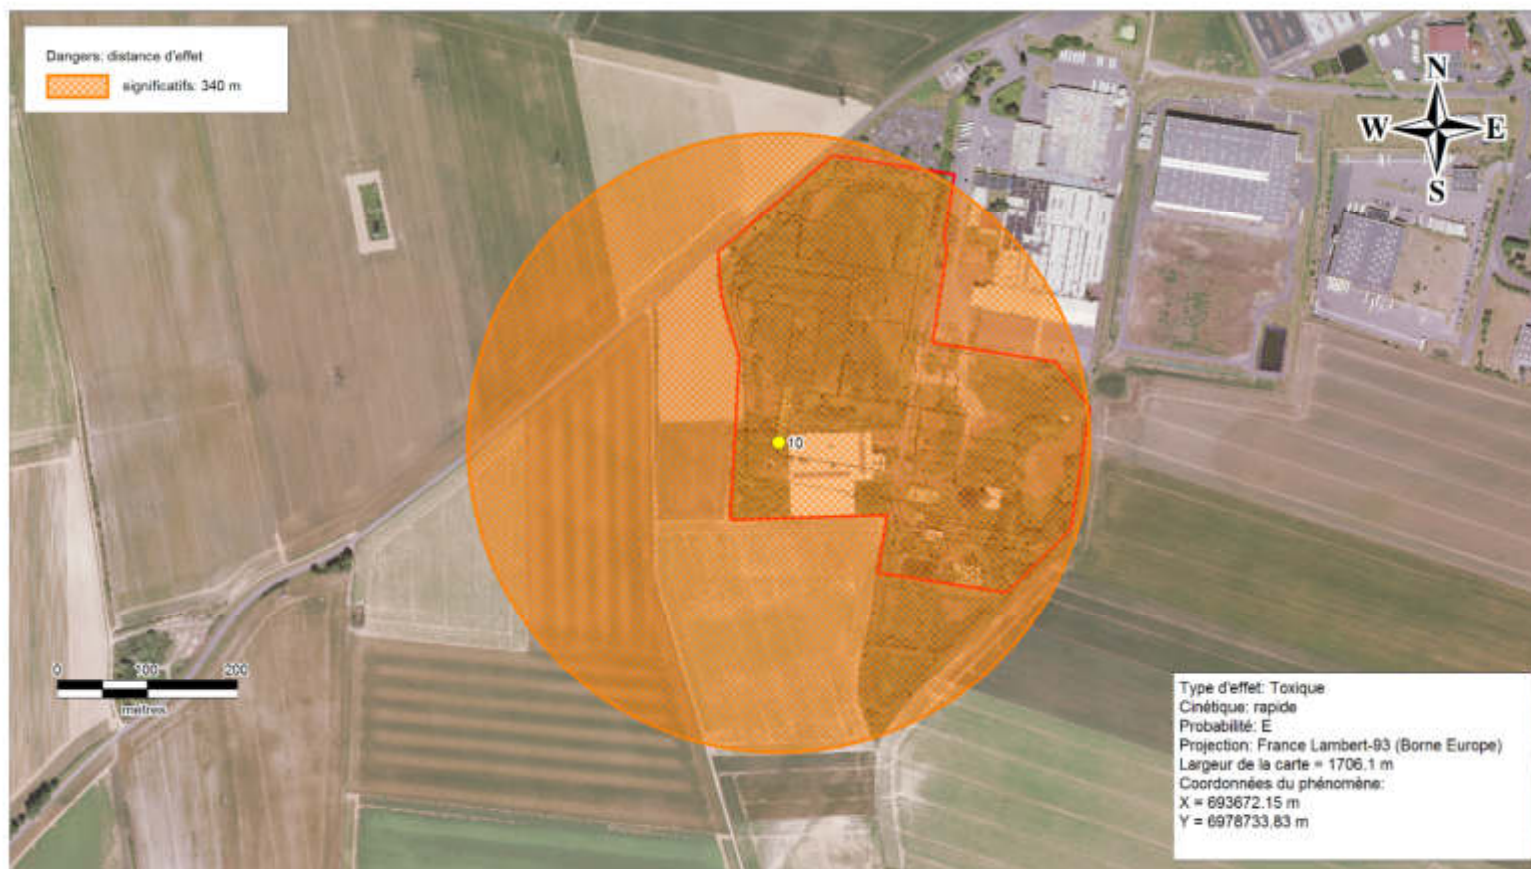 Dangers: distance d'effet
significatifs: 340 m
N
W E
S
10
0 100 200
mètres
Type d'effet: Toxique
Cinétique: rapide
Probabilité: E
Projection: France Lambert-93 (Borne Europe)
Largeur de la carte = 1706.1 m
Coordonnées du phénomène:
X = 693672.15 m
Y = 6978733.83 m